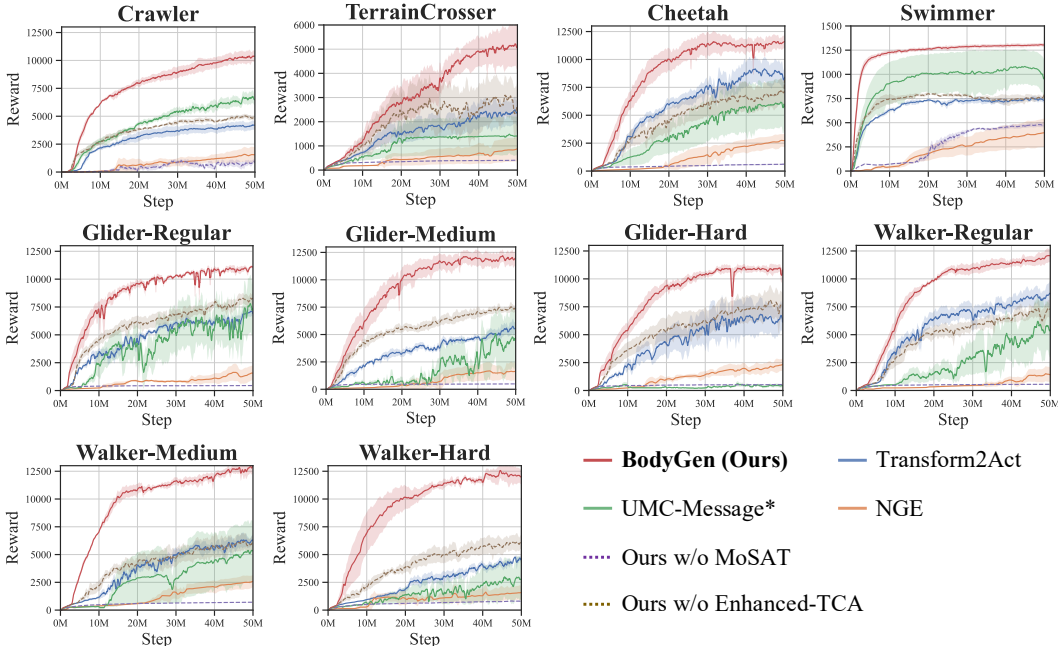 Crawler
12500
10000
7500
5000
2500
0
Reward
0M 10M 20M 30M 40M 50M
Step
TerrainCrosser
6000
5000
4000
3000
2000
1000
0
Reward
0M 10M 20M 30M 40M 50M
Step
Cheetah
12500
10000
7500
5000
2500
0
Reward
0M 10M 20M 30M 40M 50M
Step
Swimmer
1500
1250
1000
750
500
250
0
Reward
0M 10M 20M 30M 40M 50M
Step
Glider-Regular
12500
10000
7500
5000
2500
0
Reward
0M 10M 20M 30M 40M 50M
Step
Glider-Medium
12500
10000
7500
5000
2500
0
Reward
0M 10M 20M 30M 40M 50M
Step
Glider-Hard
12500
10000
7500
5000
2500
0
Reward
0M 10M 20M 30M 40M 50M
Step
Walker-Regular
12500
10000
7500
5000
2500
0
Reward
0M 10M 20M 30M 40M 50M
Step
Walker-Medium
12500
10000
7500
5000
2500
0
Reward
0M 10M 20M 30M 40M 50M
Step
Walker-Hard
12500
10000
7500
5000
2500
0
Reward
0M 10M 20M 30M 40M 50M
Step
BodyGen (Ours)
Transform2Act
UMC-Message*
NGE
Ours w/o MoSAT
Ours w/o Enhanced-TCA